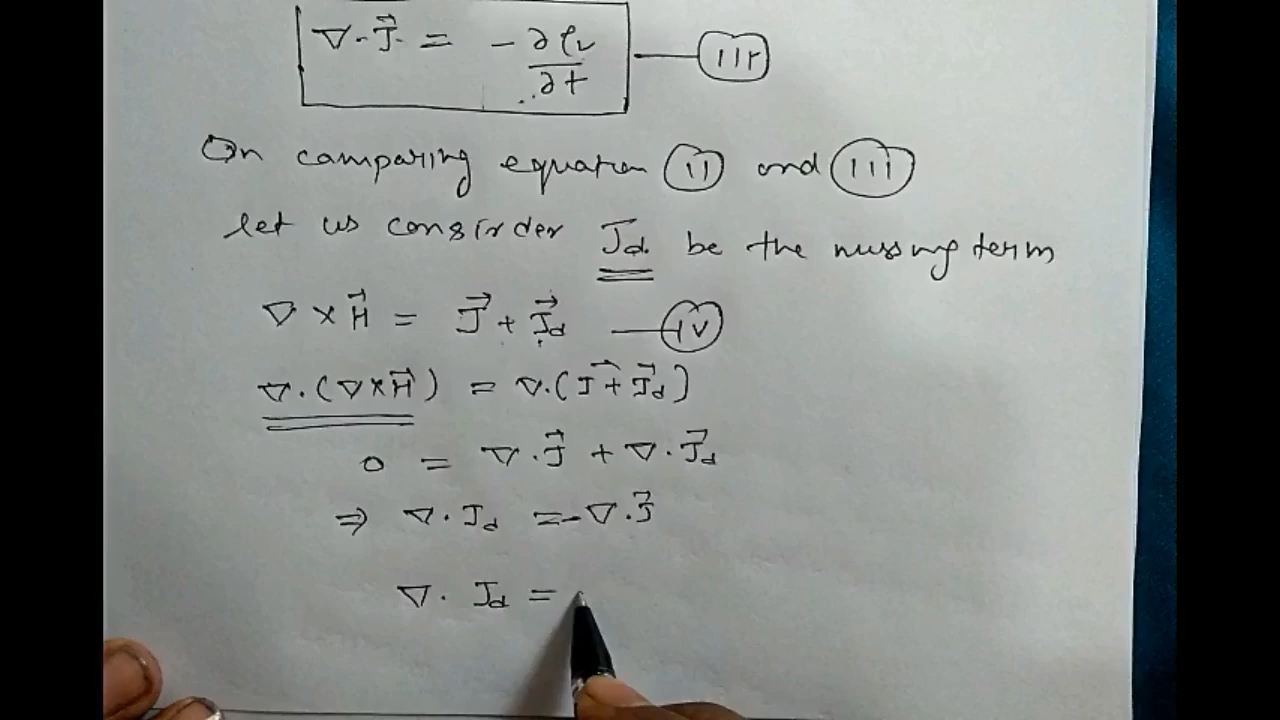 ∇·J⃗ = -∂ρv/∂t — (III)
On comparing equation (II) and (III)
let us consirder Jd be the missing term
∇×H⃗ = J⃗ + J⃗d — (IV)
∇·(∇×H⃗) = ∇·(J⃗+J⃗d)
0 = ∇·J⃗ + ∇·J⃗d
⇒ ∇·Jd = -∇·J⃗
∇·Jd =